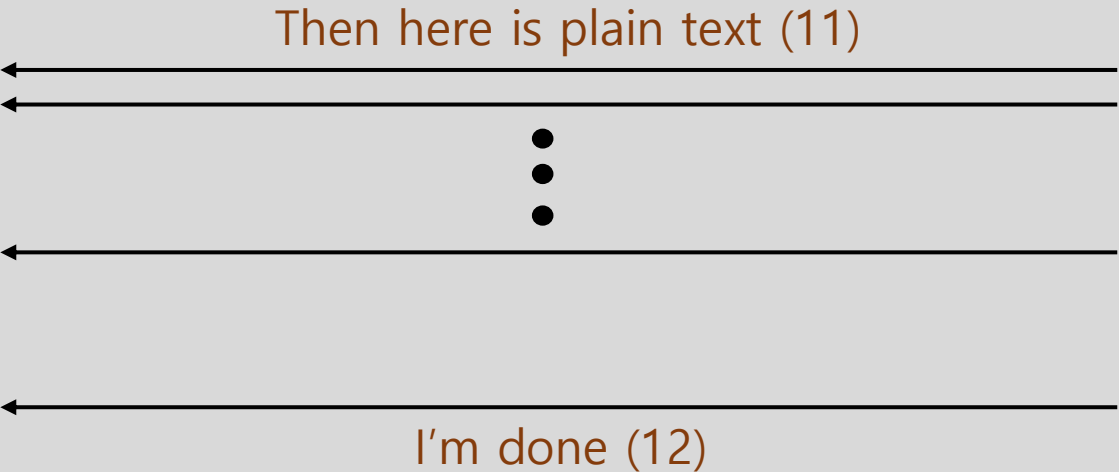 Then here is plain text (11)
I’m done (12)